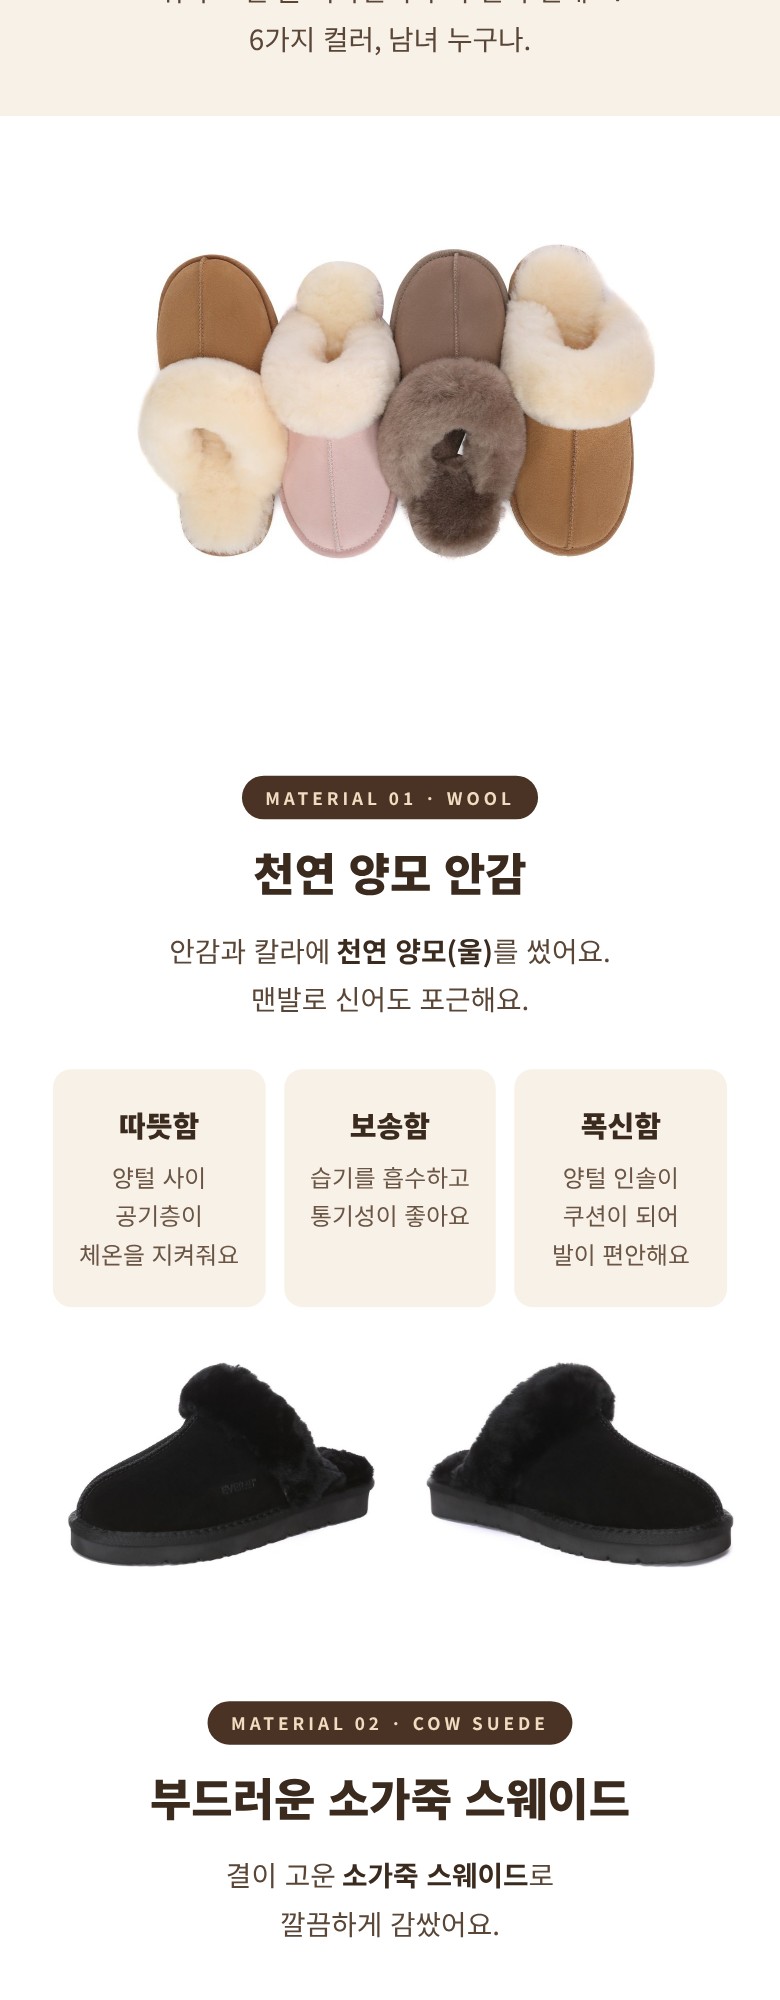 6가지 컬러, 남녀 누구나.
MATERIAL 01 · WOOL
천연 양모 안감
안감과 칼라에 천연 양모(울)를 썼어요.
맨발로 신어도 포근해요.
따뜻함
양털 사이
공기층이
체온을 지켜줘요
보송함
습기를 흡수하고
통기성이 좋아요
폭신함
양털 인솔이
쿠션이 되어
발이 편안해요
MATERIAL 02 · COW SUEDE
부드러운 소가죽 스웨이드
결이 고운 소가죽 스웨이드로
깔끔하게 감쌌어요.